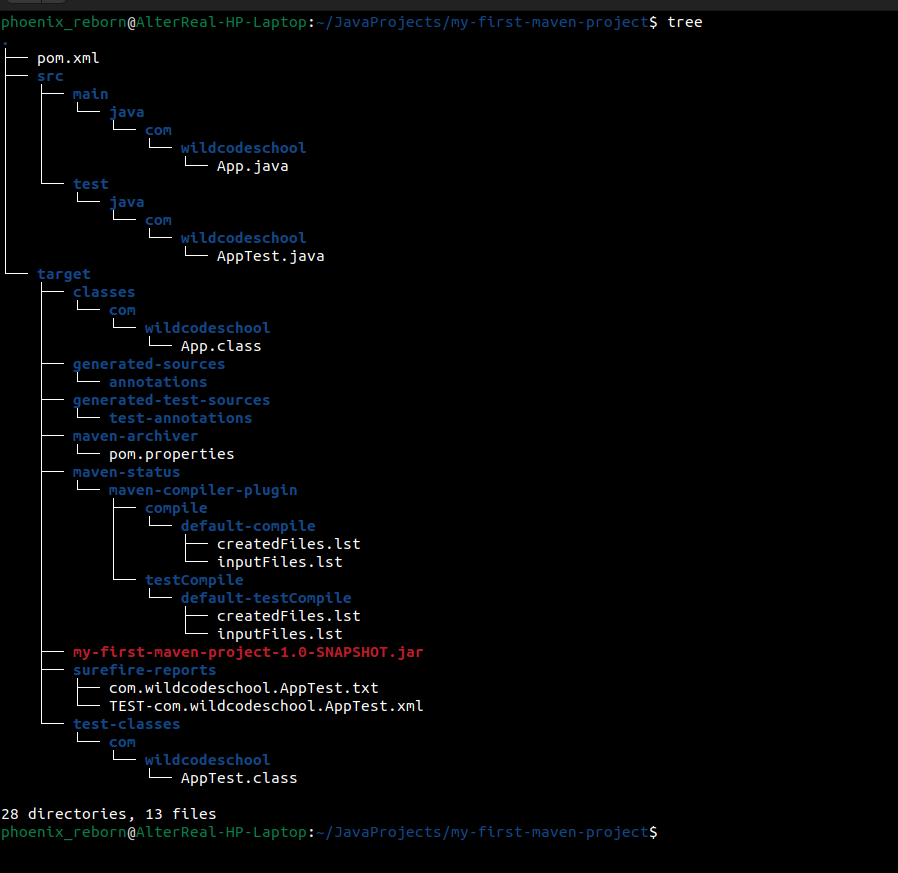 phoenix_reborn@AlterReal-HP-Laptop:~/JavaProjects/my-first-maven-project$ tree
.
├── pom.xml
├── src
│   ├── main
│   │   └── java
│   │       └── com
│   │           └── wildcodeschool
│   │               └── App.java
│   └── test
│       └── java
│           └── com
│               └── wildcodeschool
│                   └── AppTest.java
└── target
    ├── classes
    │   └── com
    │       └── wildcodeschool
    │           └── App.class
    ├── generated-sources
    │   └── annotations
    ├── generated-test-sources
    │   └── test-annotations
    ├── maven-archiver
    │   └── pom.properties
    ├── maven-status
    │   └── maven-compiler-plugin
    │       ├── compile
    │       │   └── default-compile
    │       │       ├── createdFiles.lst
    │       │       └── inputFiles.lst
    │       └── testCompile
    │           └── default-testCompile
    │               ├── createdFiles.lst
    │               └── inputFiles.lst
    ├── my-first-maven-project-1.0-SNAPSHOT.jar
    ├── surefire-reports
    │   ├── com.wildcodeschool.AppTest.txt
    │   └── TEST-com.wildcodeschool.AppTest.xml
    └── test-classes
        └── com
            └── wildcodeschool
                └── AppTest.class

28 directories, 13 files
phoenix_reborn@AlterReal-HP-Laptop:~/JavaProjects/my-first-maven-project$